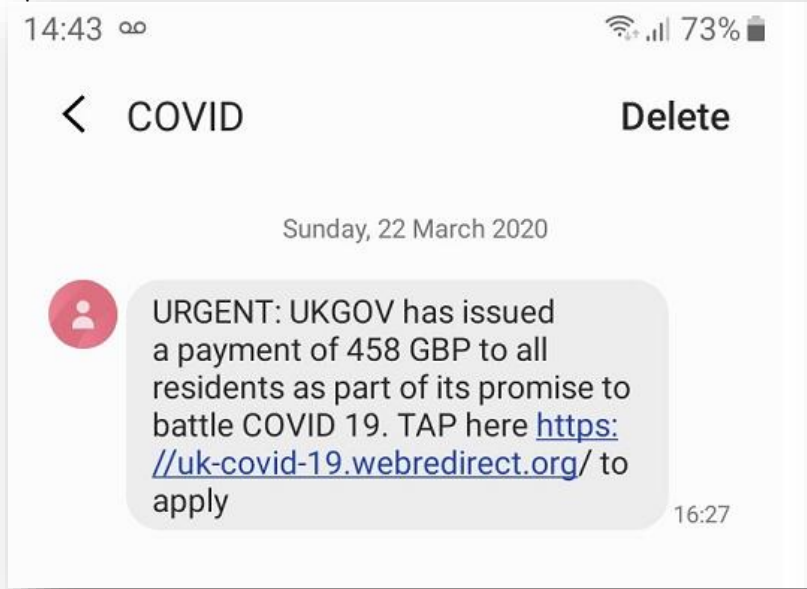 14:43 73%
COVID Delete
Sunday, 22 March 2020
URGENT: UKGOV has issued
a payment of 458 GBP to all
residents as part of its promise to
battle COVID 19. TAP here https:
//uk-covid-19.webredirect.org/ to
apply
16:27